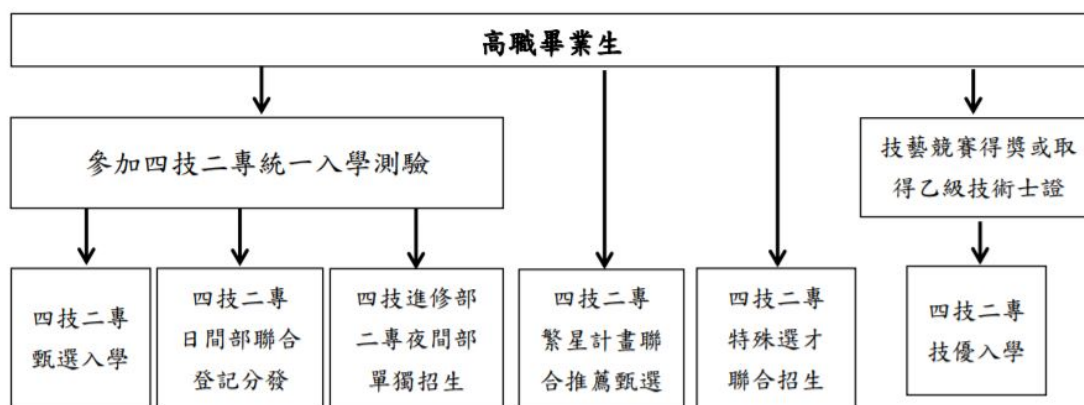 高職畢業生
參加四技二專統一入學測驗
技藝競賽得獎或取
得乙級技術士證
四技二專
甄選入學
四技二專
日間部聯合
登記分發
四技進修部
二專夜間部
單獨招生
四技二專
繁星計畫聯
合推薦甄選
四技二專
特殊選才
聯合招生
四技二專
技優入學